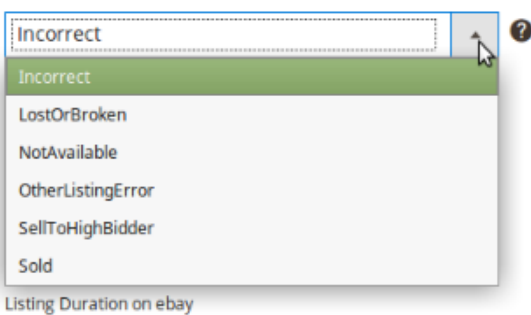 Incorrect
Incorrect
LostOrBroken
NotAvailable
OtherListingError
SellToHighBidder
Sold
Listing Duration on ebay